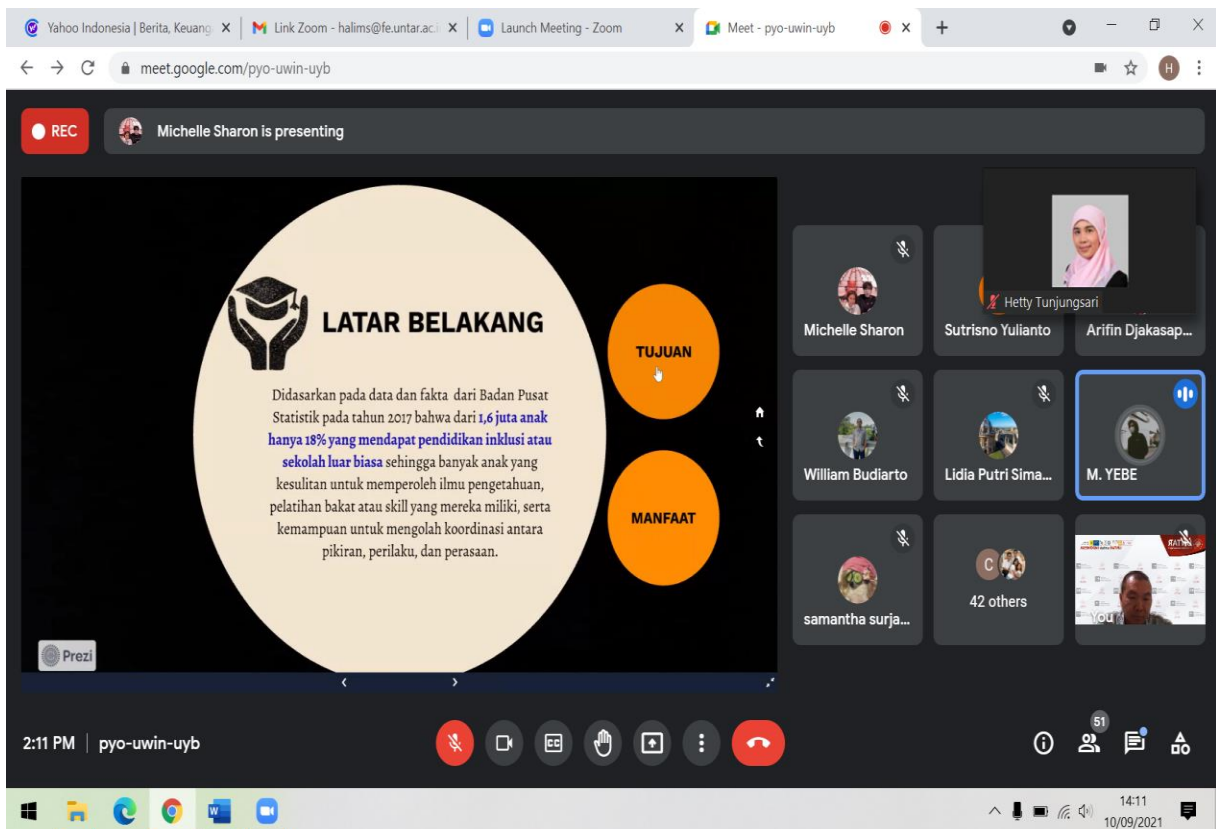 Yahoo Indonesia | Berita, Keuang
Link Zoom - halims@fe.untar.ac.i
Launch Meeting - Zoom
Meet - pyo-uwin-uyb
meet.google.com/pyo-uwin-uyb
H
REC
Michelle Sharon is presenting
LATAR BELAKANG
Didasarkan pada data dan fakta dari Badan Pusat
Statistik pada tahun 2017 bahwa dari 1,6 juta anak
hanya 18% yang mendapat pendidikan inklusi atau
sekolah luar biasa sehingga banyak anak yang
kesulitan untuk memperoleh ilmu pengetahuan,
pelatihan bakat atau skill yang mereka miliki, serta
kemampuan untuk mengolah koordinasi antara
pikiran, perilaku, dan perasaan.
TUJUAN
MANFAAT
Prezi
Hetty Tunjungsari
Michelle Sharon
Sutrisno Yulianto
Arifin Djakasap...
William Budiarto
Lidia Putri Sima...
M. YEBE
samantha surja...
C
42 others
You
2:11 PM | pyo-uwin-uyb
CC
51
14:11
10/09/2021